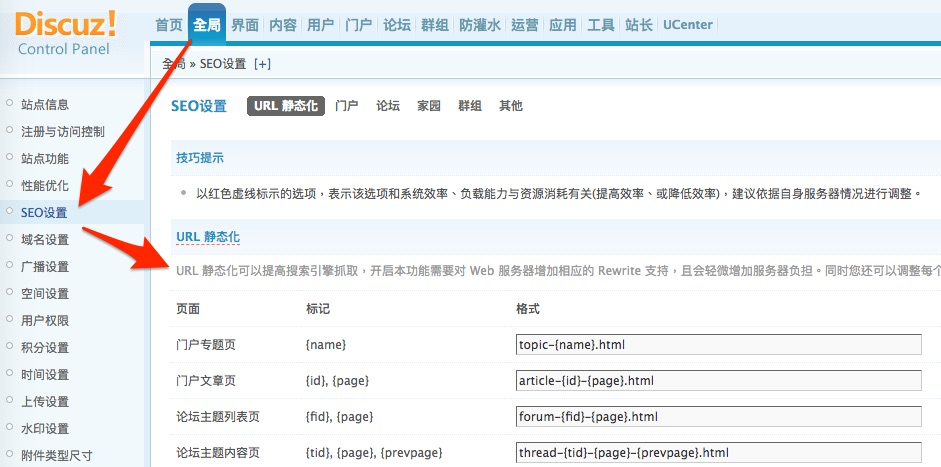 Discuz!
Control Panel
首页 全局 界面 内容 用户 门户 论坛 群组 防灌水 运营 应用 工具 站长 UCenter
全局 » SEO设置 [+]
站点信息
注册与访问控制
站点功能
性能优化
SEO设置
域名设置
广播设置
空间设置
用户权限
积分设置
时间设置
上传设置
水印设置
附件类型尺寸
SEO设置 URL 静态化 门户 论坛 家园 群组 其他
技巧提示
以红色虚线标示的选项，表示该选项和系统效率、负载能力与资源消耗有关(提高效率、或降低效率)，建议依据自身服务器情况进行调整。
URL 静态化
URL 静态化可以提高搜索引擎抓取，开启本功能需要对 Web 服务器增加相应的 Rewrite 支持，且会轻微增加服务器负担。同时您还可以调整每个
页面 标记 格式
门户专题页 {name} topic-{name}.html
门户文章页 {id}, {page} article-{id}-{page}.html
论坛主题列表页 {fid}, {page} forum-{fid}-{page}.html
论坛主题内容页 {tid}, {page}, {prevpage} thread-{tid}-{page}-{prevpage}.html